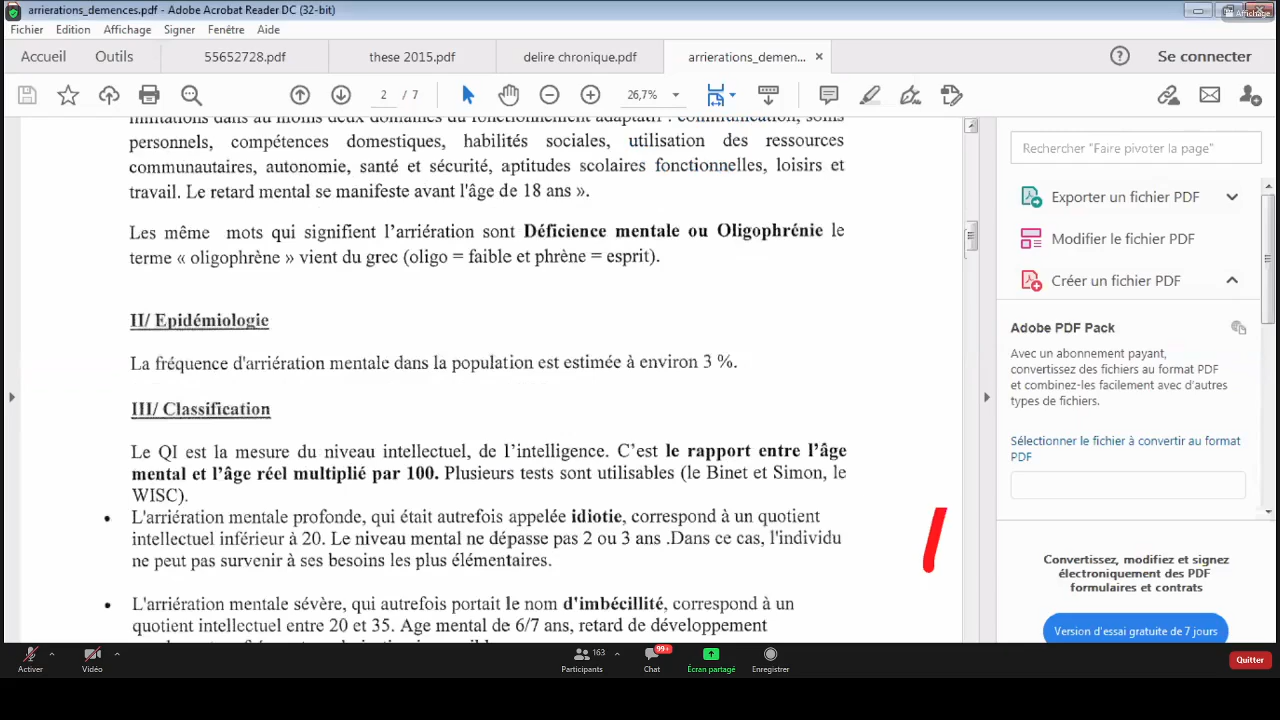 arrierations_demences.pdf - Adobe Acrobat Reader DC (32-bit)
Affichage
Fichier Edition Affichage Signer Fenêtre Aide
Accueil Outils 55652728.pdf these 2015.pdf delire chronique.pdf arrierations_demen... × Se connecter
2 / 7 26,7%
limitations dans au moins deux domaines du fonctionnement adaptatif : communication, soins
personnels, compétences domestiques, habilités sociales, utilisation des ressources
communautaires, autonomie, santé et sécurité, aptitudes scolaires fonctionnelles, loisirs et
travail. Le retard mental se manifeste avant l'âge de 18 ans ».
Les même mots qui signifient l'arriération sont Déficience mentale ou Oligophrénie le
terme « oligophrène » vient du grec (oligo = faible et phrène = esprit).
II/ Epidémiologie
La fréquence d'arriération mentale dans la population est estimée à environ 3 %.
III/ Classification
Le QI est la mesure du niveau intellectuel, de l'intelligence. C'est le rapport entre l'âge
mental et l'âge réel multiplié par 100. Plusieurs tests sont utilisables (le Binet et Simon, le
WISC).
• L'arriération mentale profonde, qui était autrefois appelée idiotie, correspond à un quotient
intellectuel inférieur à 20. Le niveau mental ne dépasse pas 2 ou 3 ans .Dans ce cas, l'individu
ne peut pas survenir à ses besoins les plus élémentaires.
• L'arriération mentale sévère, qui autrefois portait le nom d'imbécillité, correspond à un
quotient intellectuel entre 20 et 35. Age mental de 6/7 ans, retard de développement
Rechercher "Faire pivoter la page"
Exporter un fichier PDF
Modifier le fichier PDF
Créer un fichier PDF
Adobe PDF Pack
Avec un abonnement payant,
convertissez des fichiers au format PDF
et combinez-les facilement avec d'autres
types de fichiers.
Sélectionner le fichier à convertir au format
PDF
Convertissez, modifiez et signez
électroniquement des PDF
formulaires et contrats
Version d'essai gratuite de 7 jours
Activer Vidéo Participants 163 Chat 99+ Écran partagé Enregistrer Quitter